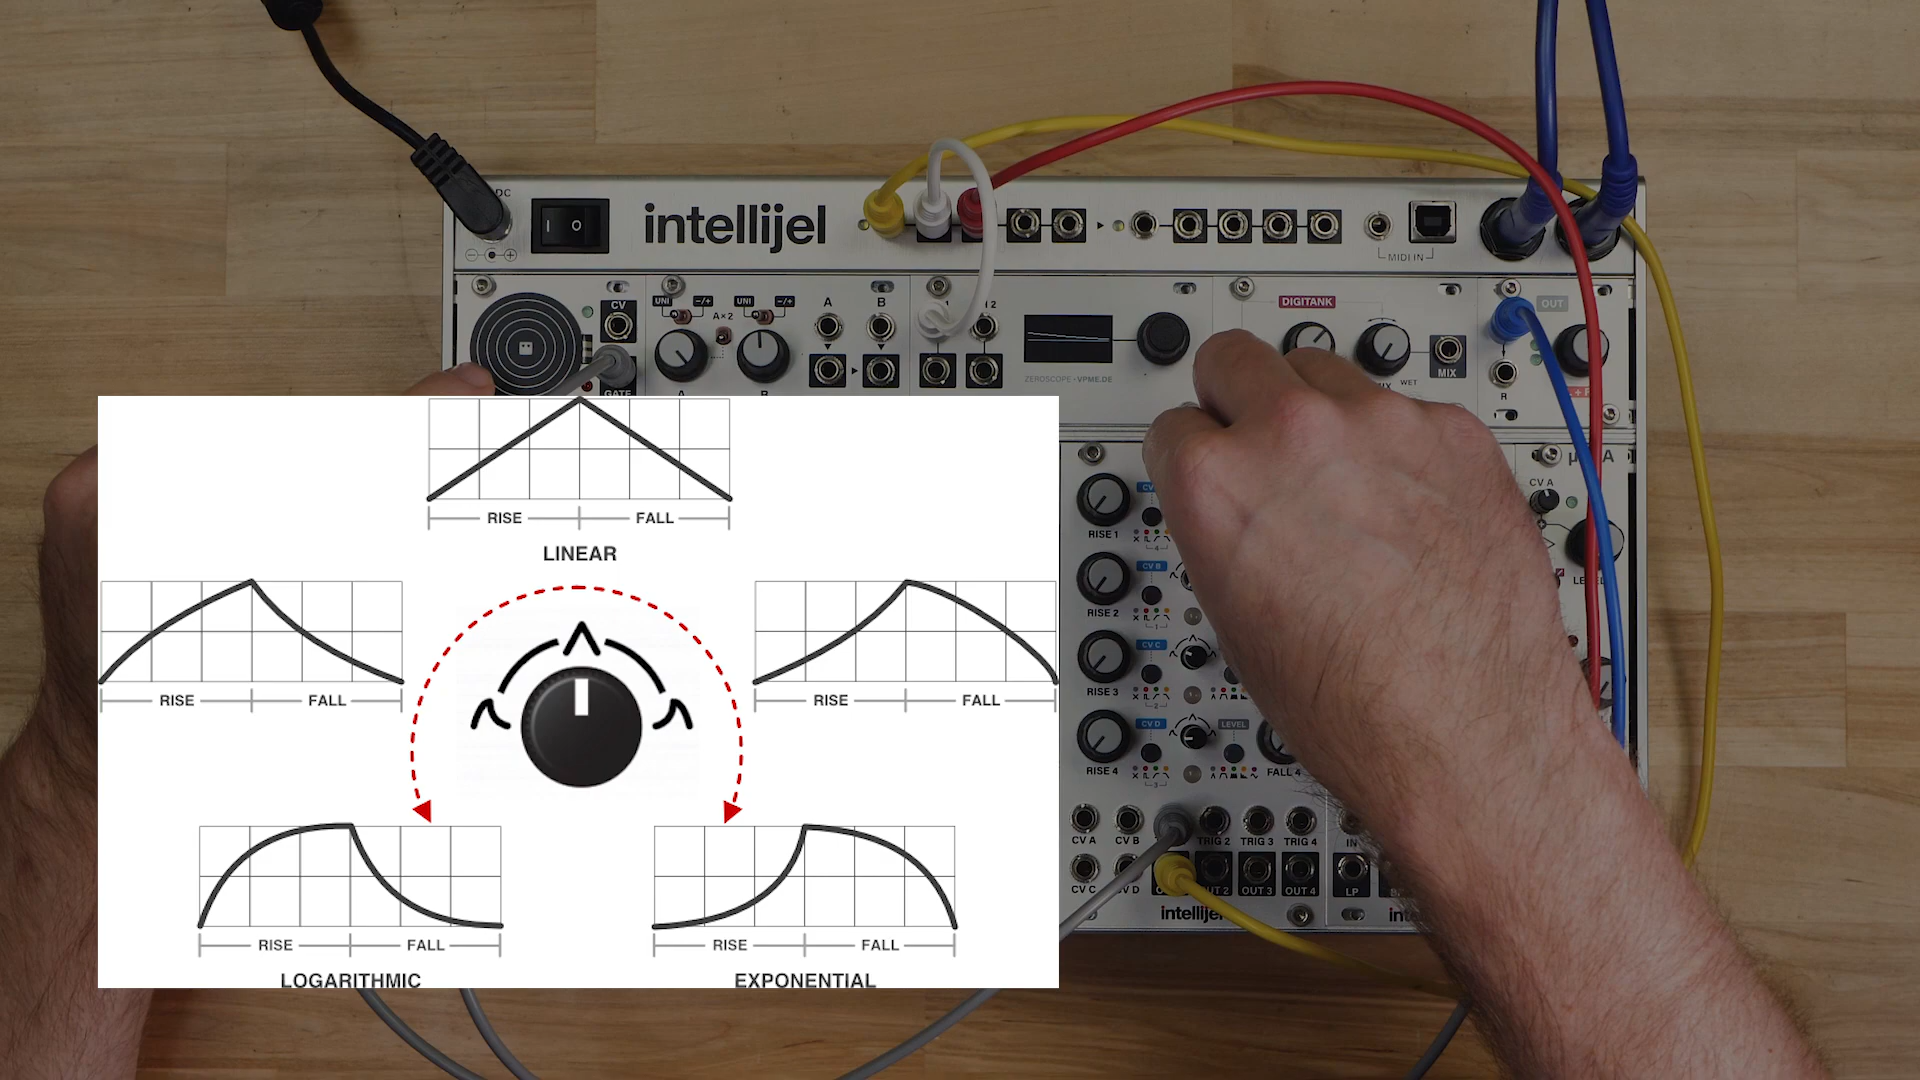 DC
intellijel
MIDI IN
CV
UNI
-/+
UNI
-/+
A×2
A
B
DIGITANK
OUT
MIX
WET
ZEROSCOPE • VPME.DE
GATE
R
RISE
FALL
LINEAR
RISE
FALL
RISE
FALL
RISE
FALL
LOGARITHMIC
RISE
FALL
EXPONENTIAL
CV A
RISE 1
CV B
RISE 2
CV C
RISE 3
CV D
LEVEL
RISE 4
FALL 4
CV A
CV B
TRIG 2
TRIG 3
TRIG 4
IN
CV C
OUT 3
OUT 4
LP
intellijel